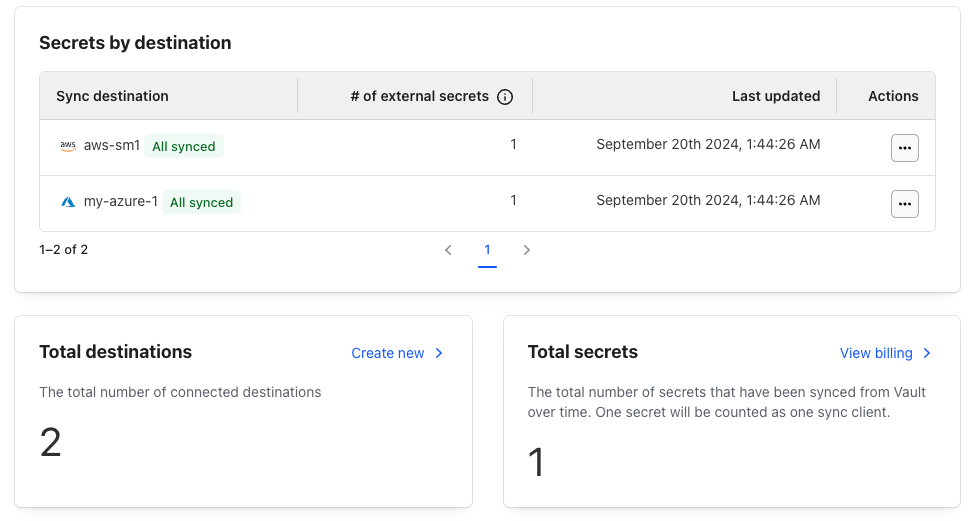 Secrets by destination
Sync destination # of external secrets Last updated Actions
aws aws-sm1 All synced 1 September 20th 2024, 1:44:26 AM
my-azure-1 All synced 1 September 20th 2024, 1:44:26 AM
1–2 of 2 1
Total destinations Create new
The total number of connected destinations
2
Total secrets View billing
The total number of secrets that have been synced from Vault
over time. One secret will be counted as one sync client.
1